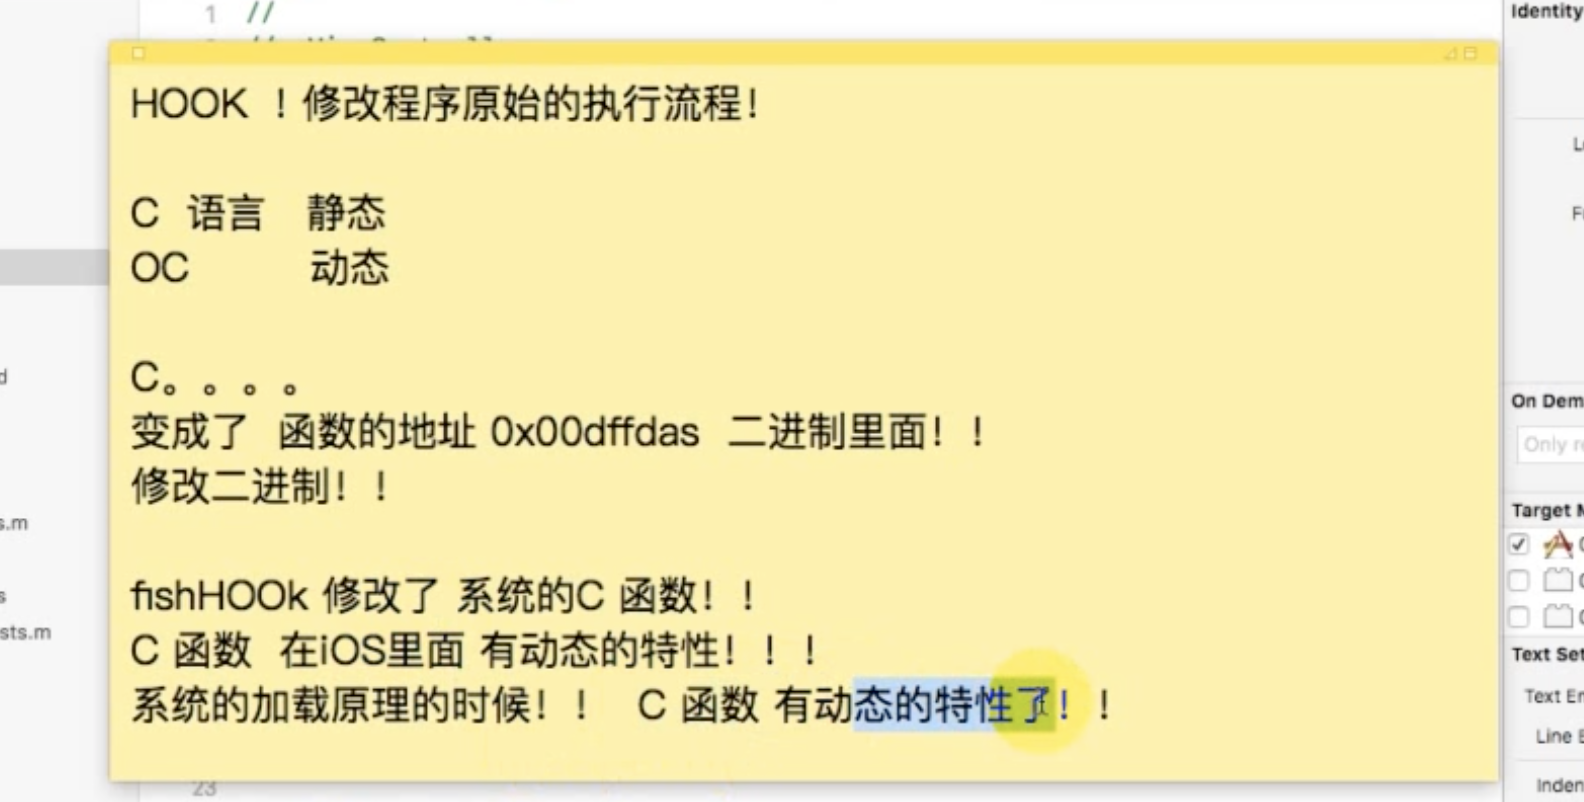 1 //
Identity
HOOK ！修改程序原始的执行流程！
C 语言 静态
OC 动态
C。。。。
变成了 函数的地址 0x00dffdas 二进制里面！！
修改二进制！！
fishHOOk 修改了 系统的C 函数！！
C 函数 在iOS里面 有动态的特性！！！
系统的加载原理的时候！！ C 函数 有动态的特性了！！
23
s.m
sts.m
On Dem
Only re
Target M
Text Set
Text En
Line E
Inden